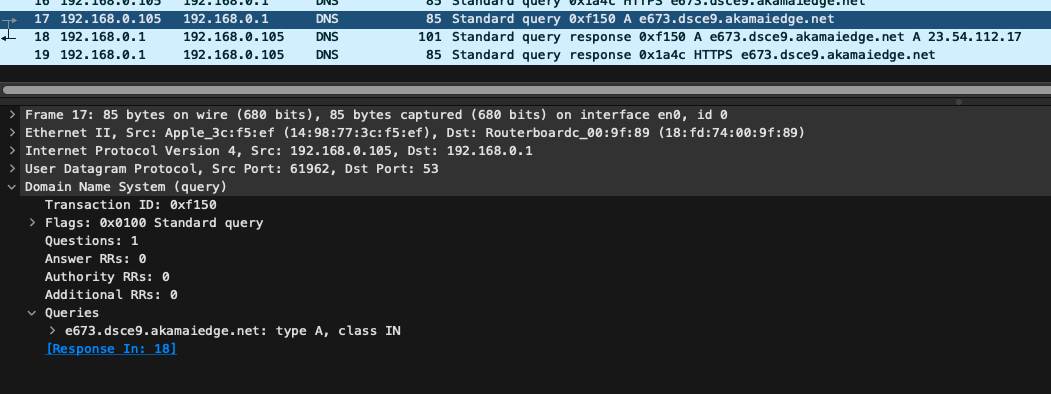 16 192.168.0.105 192.168.0.1 DNS 85 Standard query 0x1a4c HTTPS e673.dsce9.akamaiedge.net
17 192.168.0.105 192.168.0.1 DNS 85 Standard query 0xf150 A e673.dsce9.akamaiedge.net
18 192.168.0.1 192.168.0.105 DNS 101 Standard query response 0xf150 A e673.dsce9.akamaiedge.net A 23.54.112.17
19 192.168.0.1 192.168.0.105 DNS 85 Standard query response 0x1a4c HTTPS e673.dsce9.akamaiedge.net
Frame 17: 85 bytes on wire (680 bits), 85 bytes captured (680 bits) on interface en0, id 0
Ethernet II, Src: Apple_3c:f5:ef (14:98:77:3c:f5:ef), Dst: Routerboardc_00:9f:89 (18:fd:74:00:9f:89)
Internet Protocol Version 4, Src: 192.168.0.105, Dst: 192.168.0.1
User Datagram Protocol, Src Port: 61962, Dst Port: 53
Domain Name System (query)
Transaction ID: 0xf150
Flags: 0x0100 Standard query
Questions: 1
Answer RRs: 0
Authority RRs: 0
Additional RRs: 0
Queries
e673.dsce9.akamaiedge.net: type A, class IN
[Response In: 18]